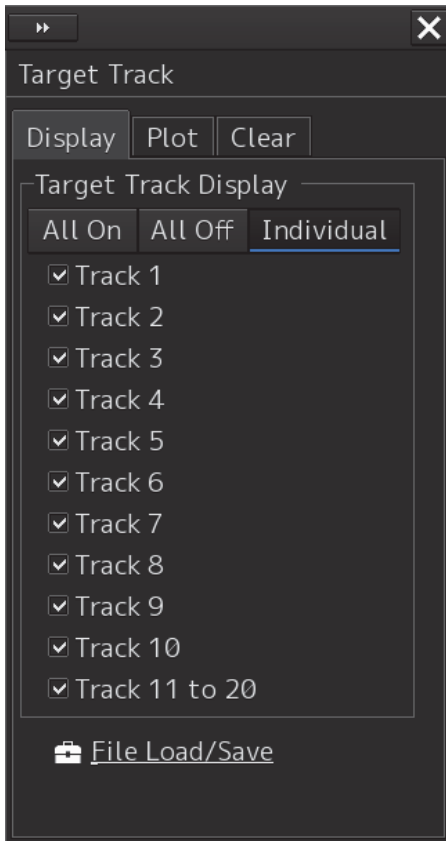 Target Track
Display Plot Clear
Target Track Display
All On All Off Individual
Track 1
Track 2
Track 3
Track 4
Track 5
Track 6
Track 7
Track 8
Track 9
Track 10
Track 11 to 20
File Load/Save